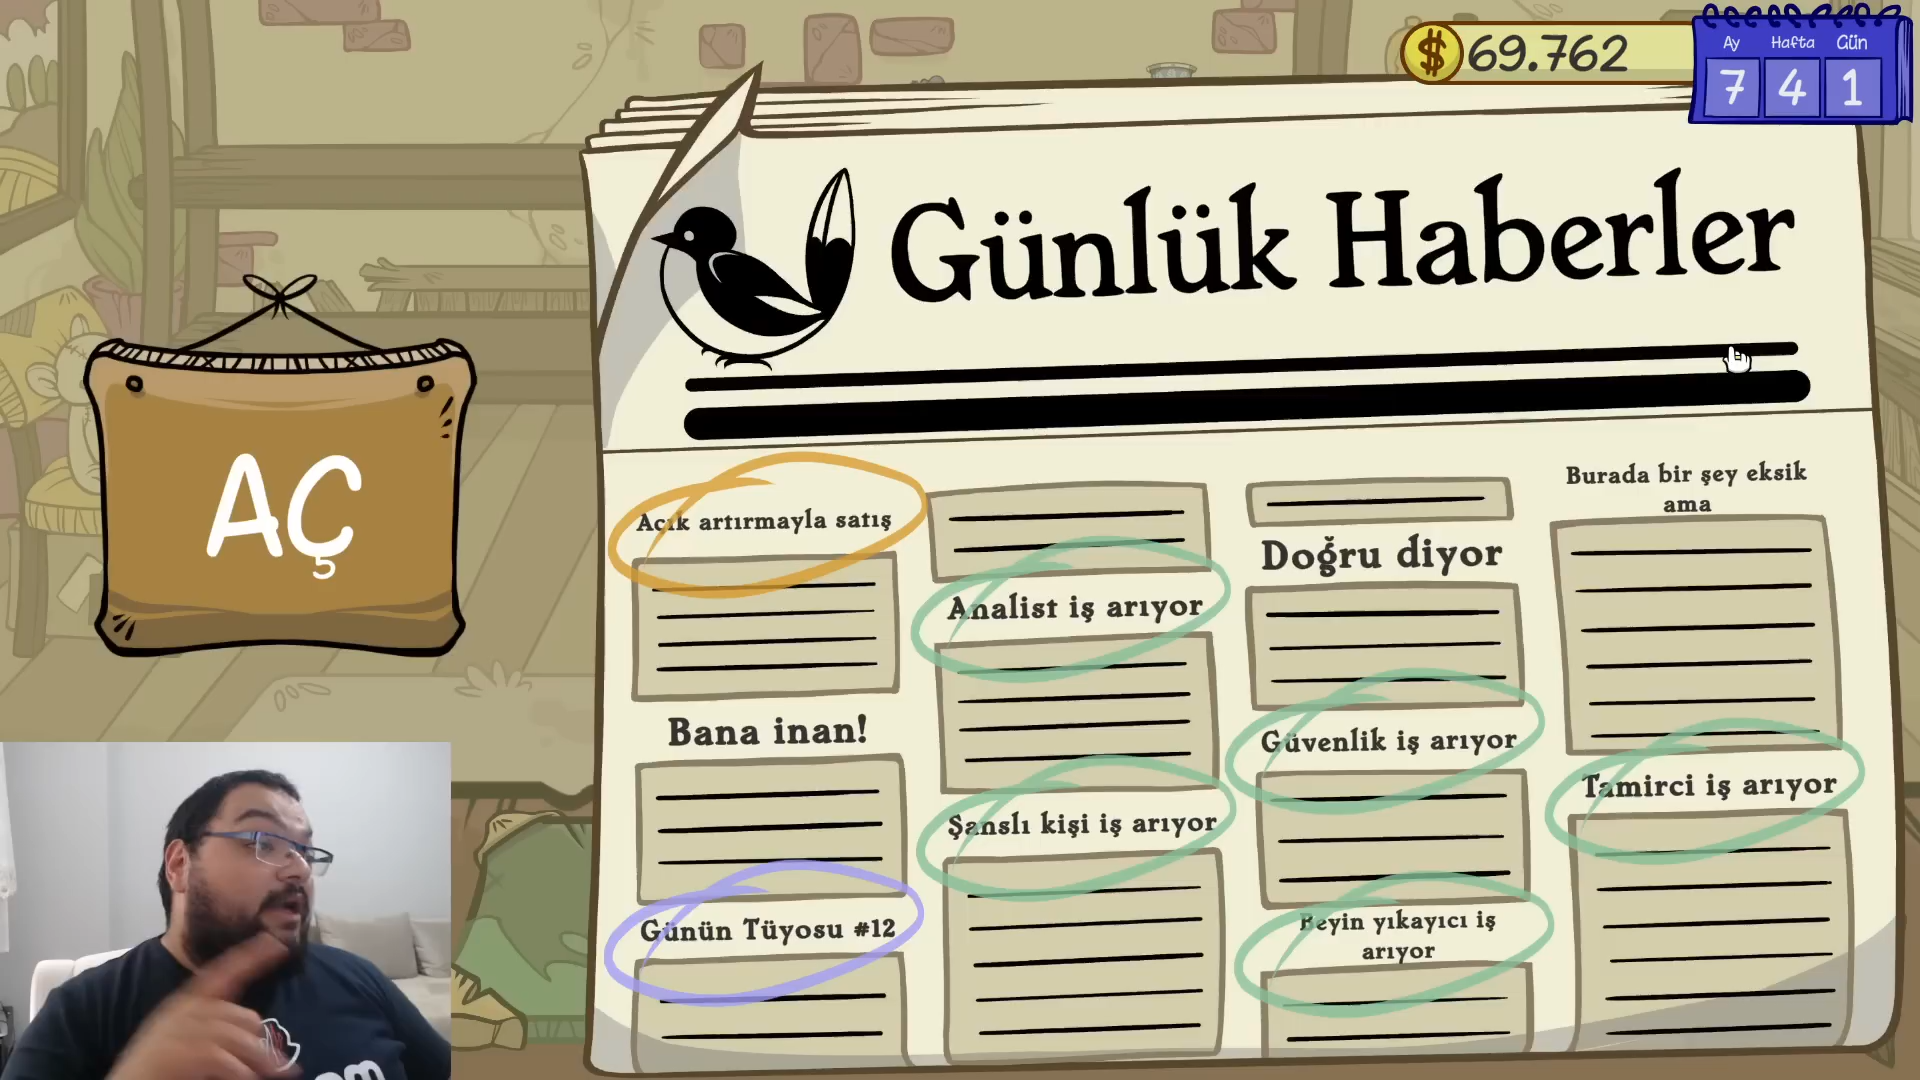 $ 69.762
Ay Hafta Gün
7 4 1
Günlük Haberler
AÇ
Açık artırmayla satış
Bana inan!
Günün Tüyosu #12
Analist iş arıyor
Şanslı kişi iş arıyor
Doğru diyor
Güvenlik iş arıyor
Beyin yıkayıcı iş
arıyor
Burada bir şey eksik
ama
Tamirci iş arıyor